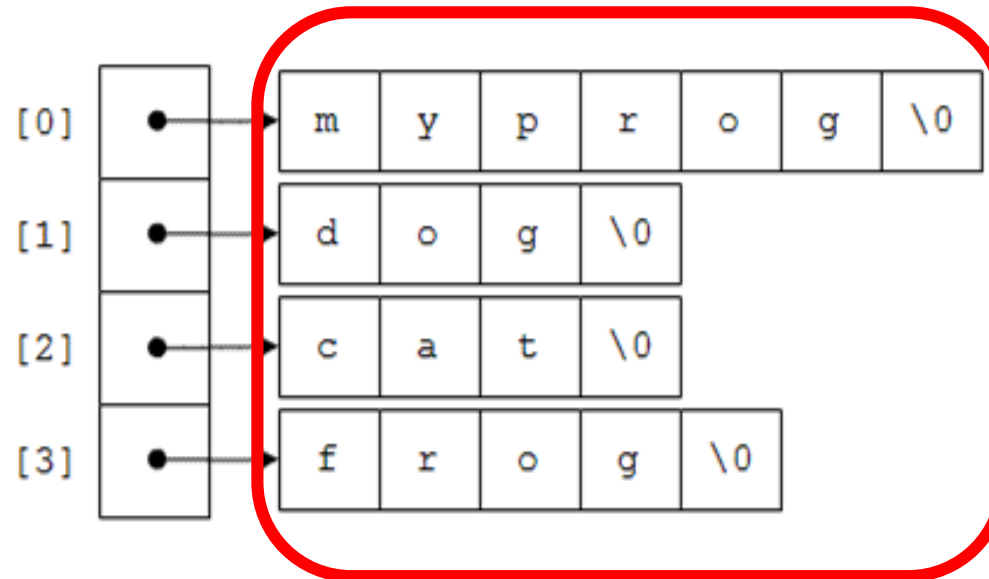 [0] m y p r o g \0
[1] d o g \0
[2] c a t \0
[3] f r o g \0